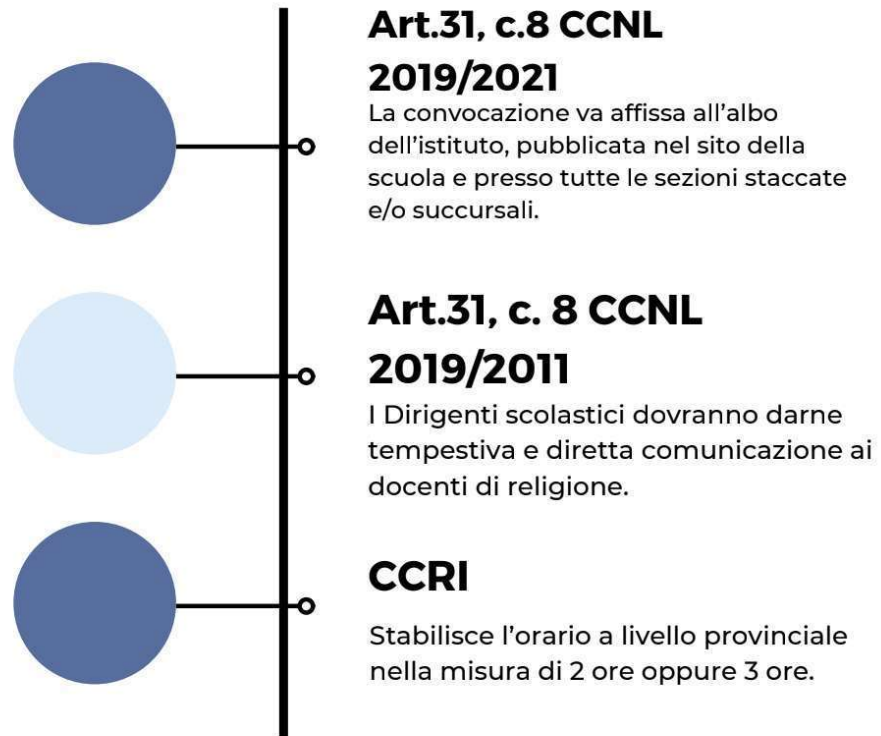 Art.31, c.8 CCNL
2019/2021
La convocazione va affissa all’albo
dell’istituto, pubblicata nel sito della
scuola e presso tutte le sezioni staccate
e/o succursali.
Art.31, c. 8 CCNL
2019/2011
I Dirigenti scolastici dovranno darne
tempestiva e diretta comunicazione ai
docenti di religione.
CCRI
Stabilisce l’orario a livello provinciale
nella misura di 2 ore oppure 3 ore.